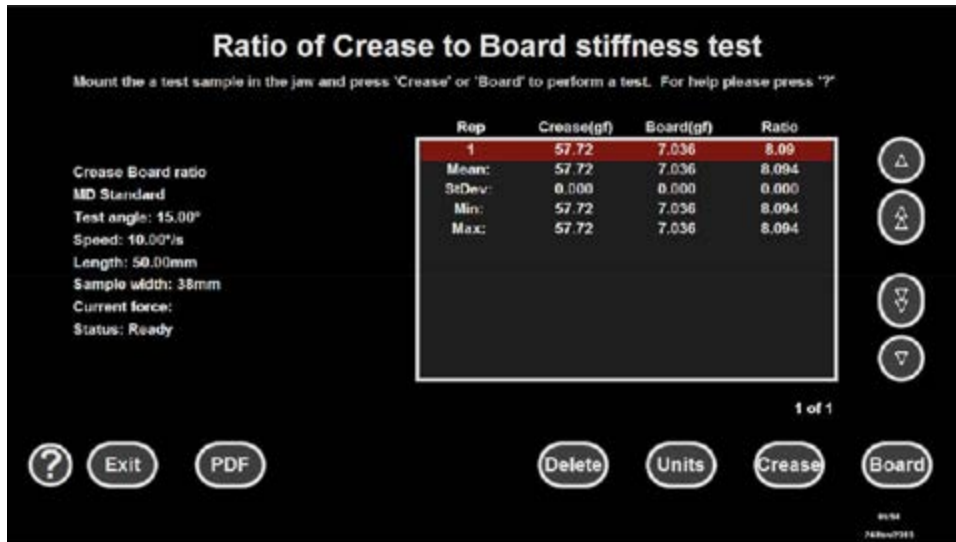 Ratio of Crease to Board stiffness test
Mount the a test sample in the jaw and press 'Crease' or 'Board' to perform a test. For help please press '?'
Rep Crease(gf) Board(gf) Ratio
1 57.72 7.036 8.09
Mean: 57.72 7.036 8.094
StDev: 0.000 0.000 0.000
Min: 57.72 7.036 8.094
Max: 57.72 7.036 8.094
Crease Board ratio
MD Standard
Test angle: 15.00°
Speed: 10.00°/s
Length: 50.00mm
Sample width: 38mm
Current force:
Status: Ready
1 of 1
? Exit PDF Delete Units Crease Board